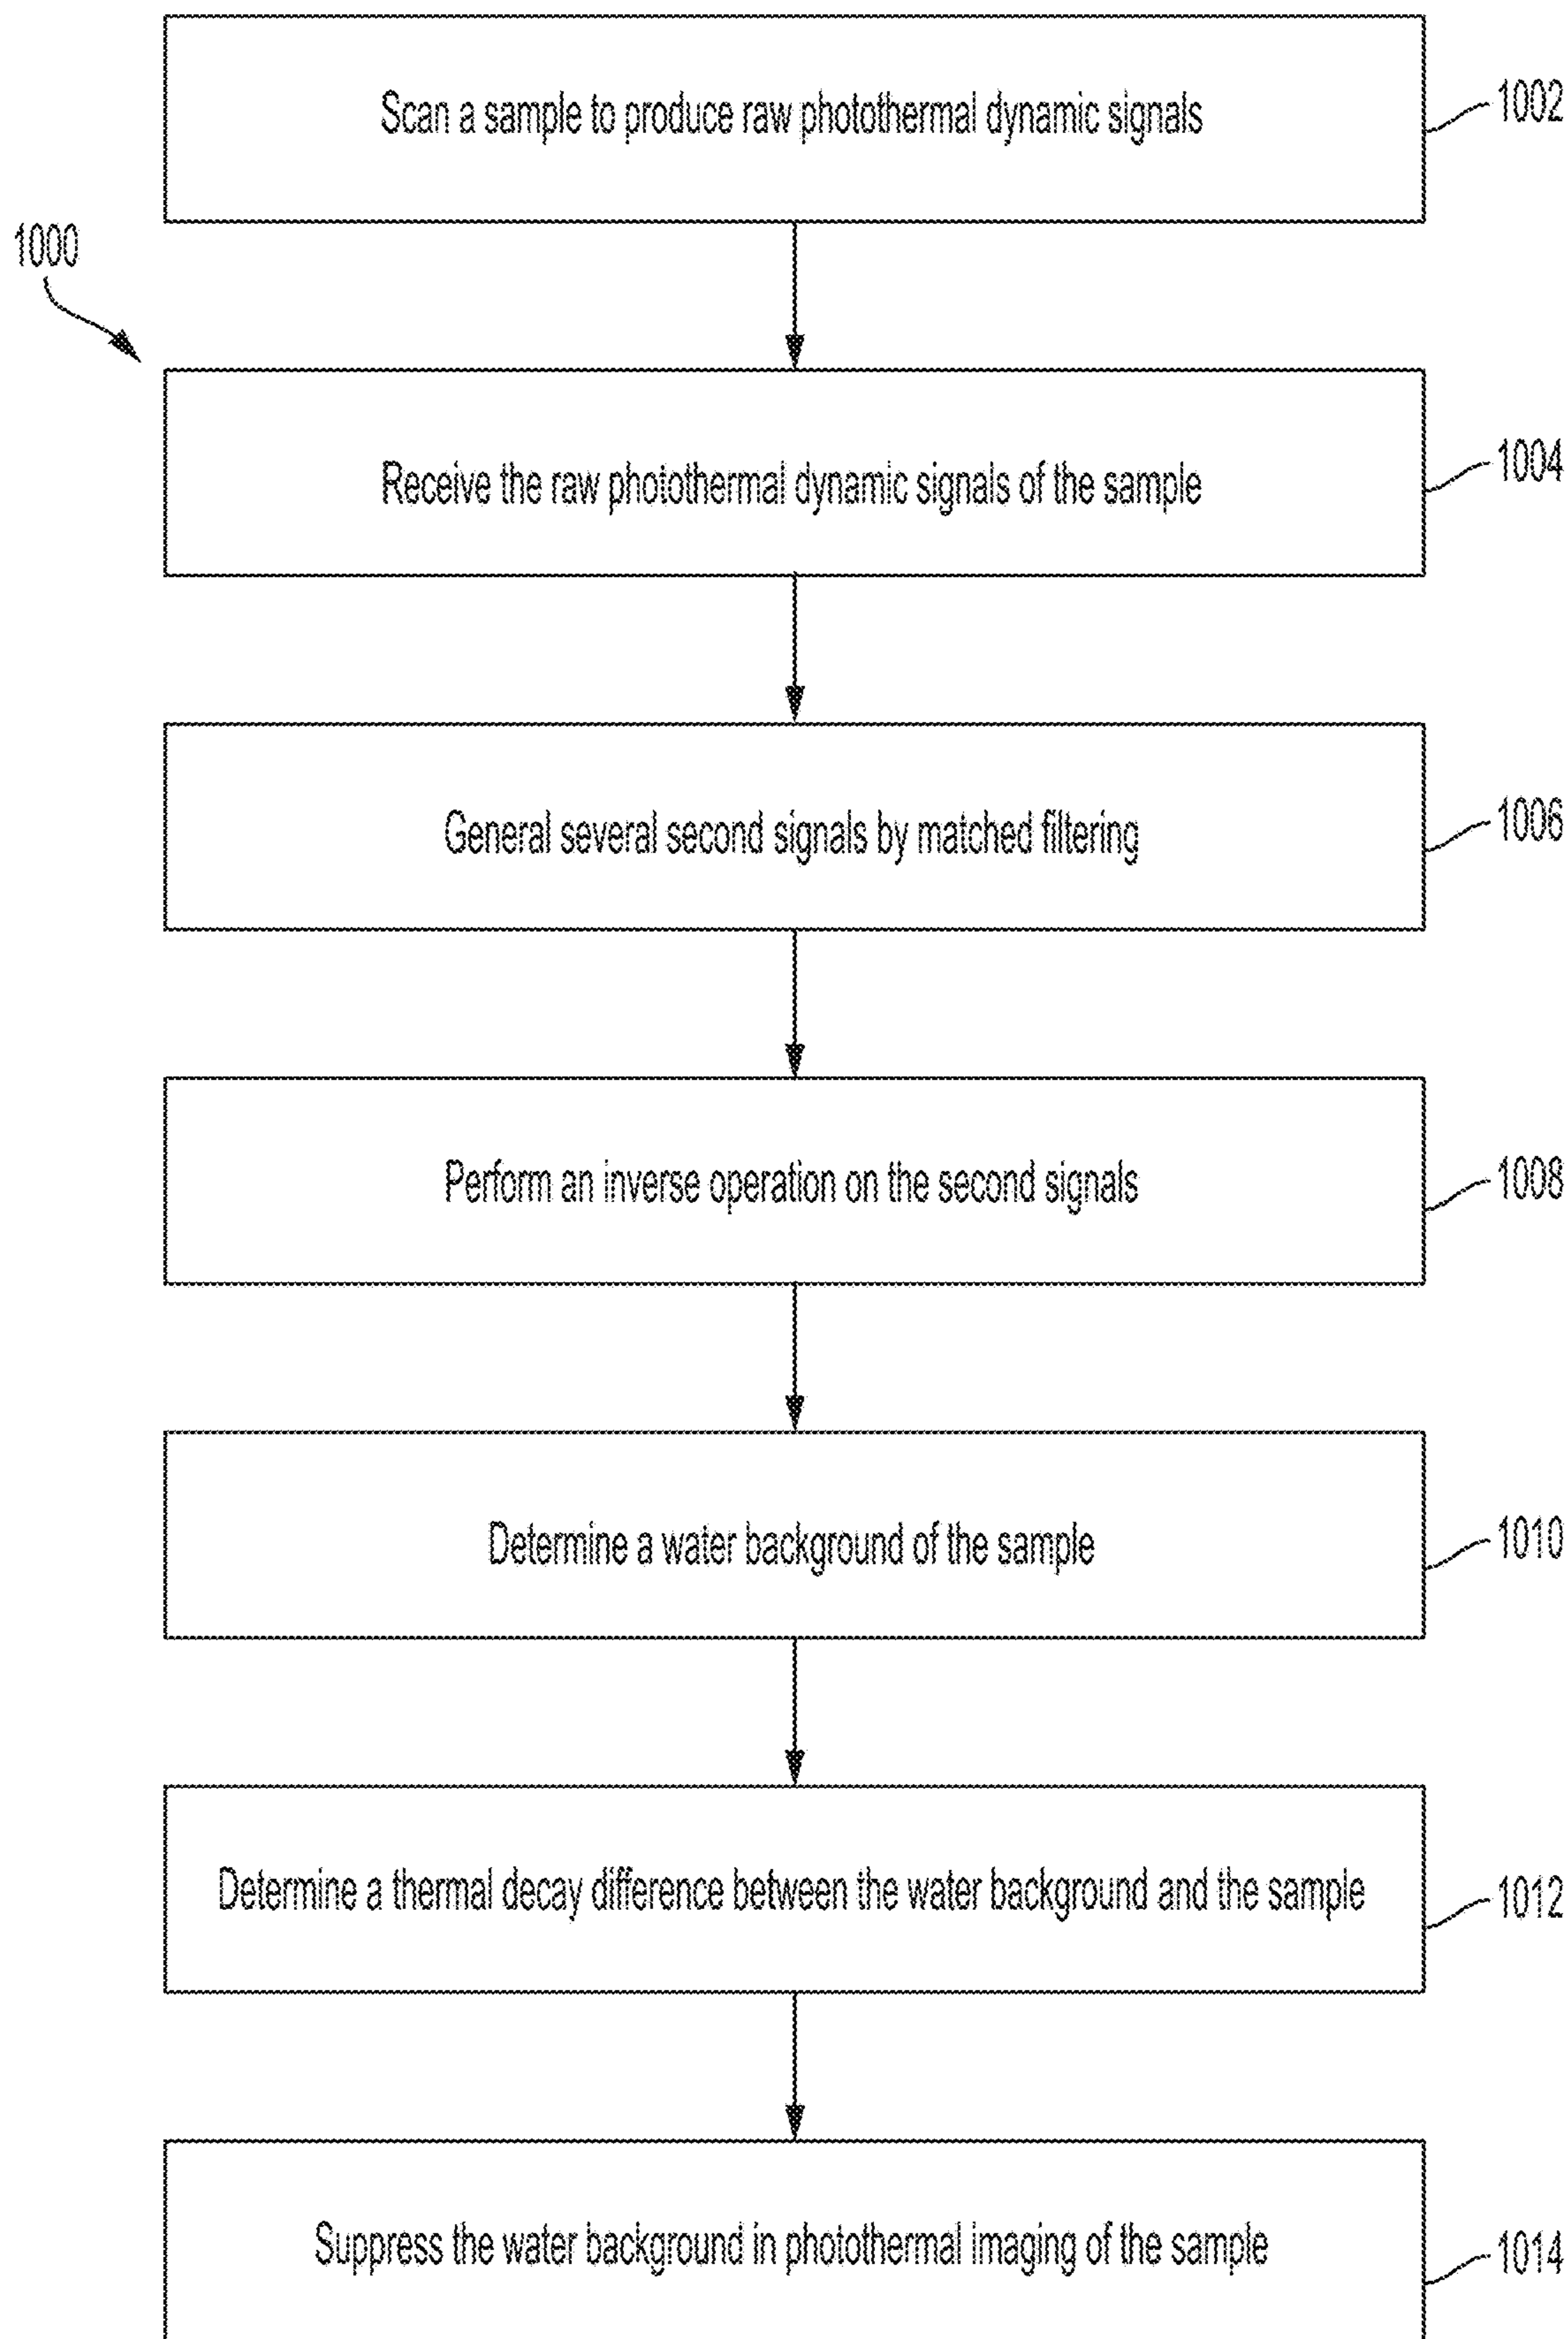 Scan a sample to produce raw photothermal dynamic signals
1002
1000
Receive the raw photothermal dynamic signals of the sample
1004
General several second signals by matched filtering
1006
Perform an inverse operation on the second signals
1008
Determine a water background of the sample
1010
Determine a thermal decay difference between the water background and the sample
1012
Suppress the water background in photothermal imaging of the sample
1014